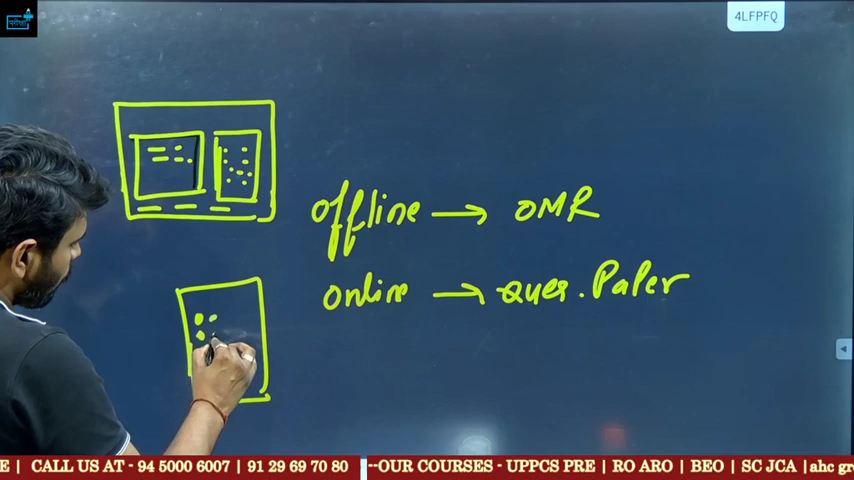 परीक्षा
4LFPFQ
offline → OMR
online → Ques. Paper
E | CALL US AT - 94 5000 6007 | 91 29 69 70 80 --OUR COURSES - UPPCS PRE | RO ARO | BEO | SC JCA |ahc gr